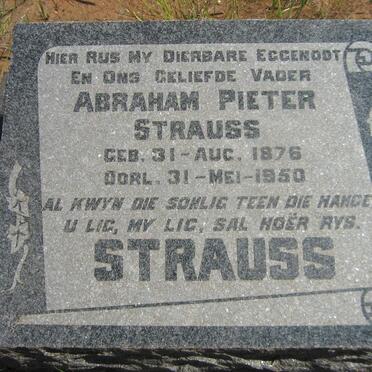 HIER RUS MY DIERBARE EGGENOOT
EN ONS GELIEFDE VADER
ABRAHAM PIETER
STRAUSS
GEB. 31-AUG. 1876
OORL. 31-MEI-1950
AL KWYN DIE SONLIG TEEN DIE HANGE
U LIG, MY LIG, SAL HOËR RYS.
STRAUSS